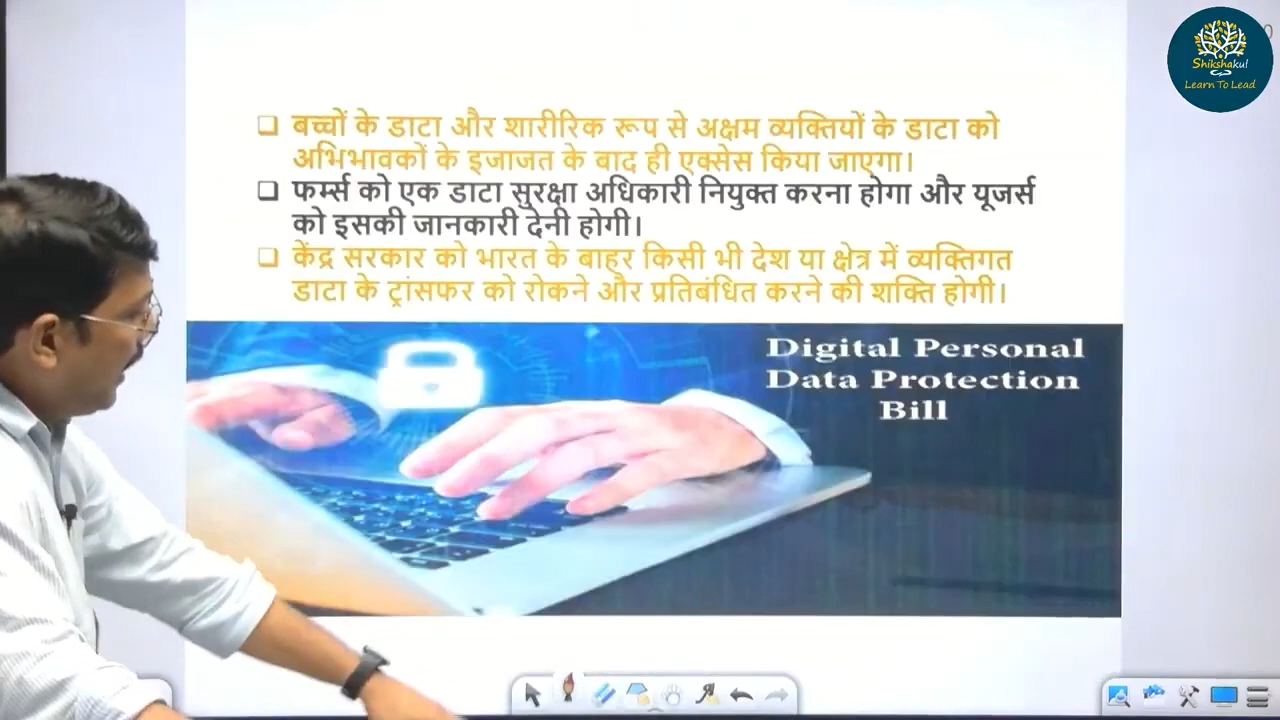 Shikshakul
Learn To Lead
बच्चों के डाटा और शारीरिक रूप से अक्षम व्यक्तियों के डाटा को
अभिभावकों के इजाजत के बाद ही एक्सेस किया जाएगा।
फर्म्स को एक डाटा सुरक्षा अधिकारी नियुक्त करना होगा और यूजर्स
को इसकी जानकारी देनी होगी।
केंद्र सरकार को भारत के बाहर किसी भी देश या क्षेत्र में व्यक्तिगत
डाटा के ट्रांसफर को रोकने और प्रतिबंधित करने की शक्ति होगी।
Digital Personal
Data Protection
Bill